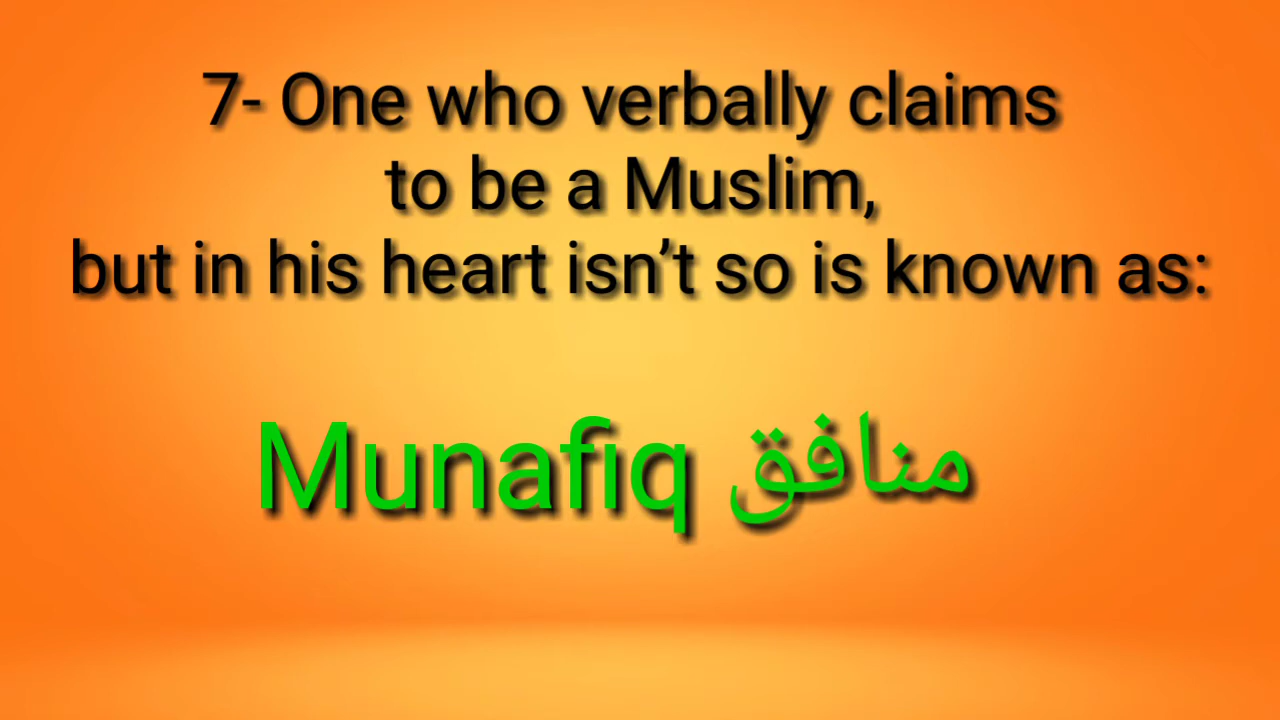 7- One who verbally claims
to be a Muslim,
but in his heart isn’t so is known as:
Munafiq منافق